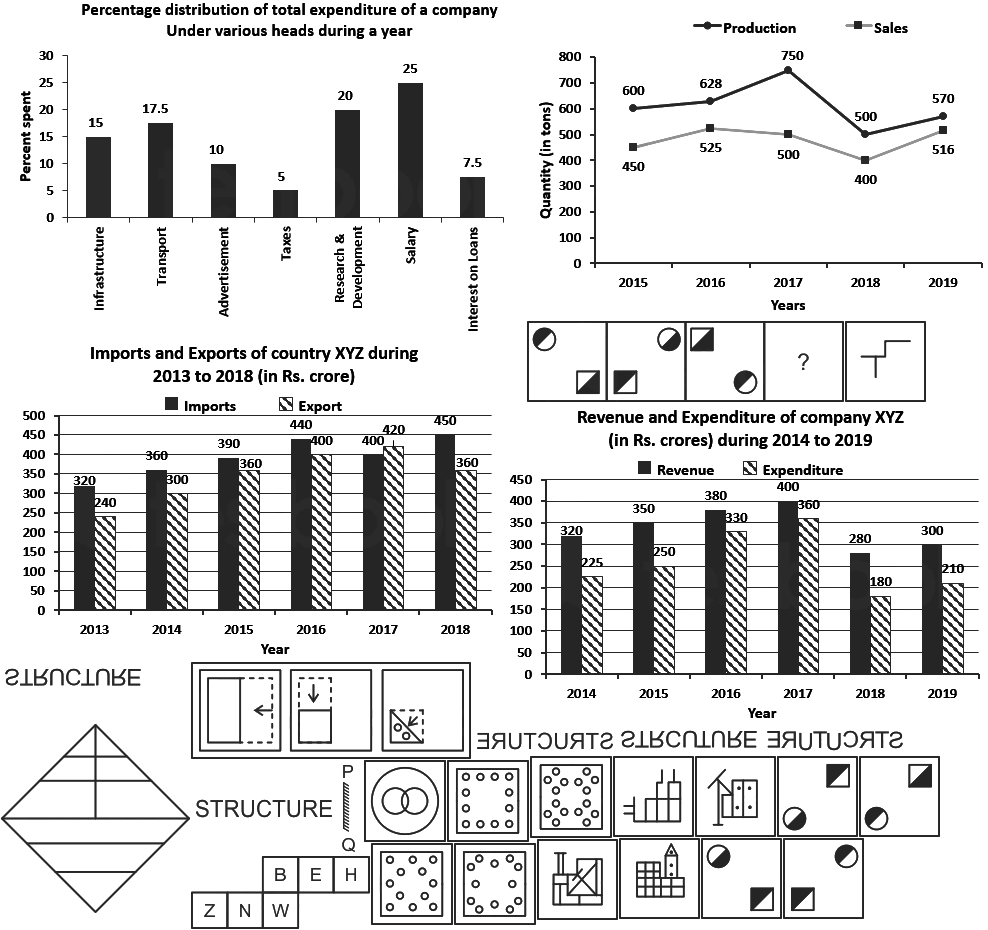 Percentage distribution of total expenditure of a company
Under various heads during a year
Percent spent
30
25
20
15
10
5
0
15
17.5
10
5
20
25
7.5
Infrastructure
Transport
Advertisement
Taxes
Research &
Development
Salary
Interest on Loans
Production Sales
Quantity (in tons)
800
700
600
500
400
300
200
100
0
600
628
750
500
570
450
525
500
400
516
2015 2016 2017 2018 2019
Years
?
Imports and Exports of country XYZ during
2013 to 2018 (in Rs. crore)
Imports Export
500
450
400
350
300
250
200
150
100
50
0
320
240
360
300
390
360
440
400
400
420
450
360
2013 2014 2015 2016 2017 2018
Year
Revenue and Expenditure of company XYZ
(in Rs. crores) during 2014 to 2019
Revenue Expenditure
450
400
350
300
250
200
150
100
50
0
320
225
350
250
380
330
400
360
280
180
300
210
2014 2015 2016 2017 2018 2019
Year
STRUCTURE
STRUCTURE
P
Q
B E H
Z N W